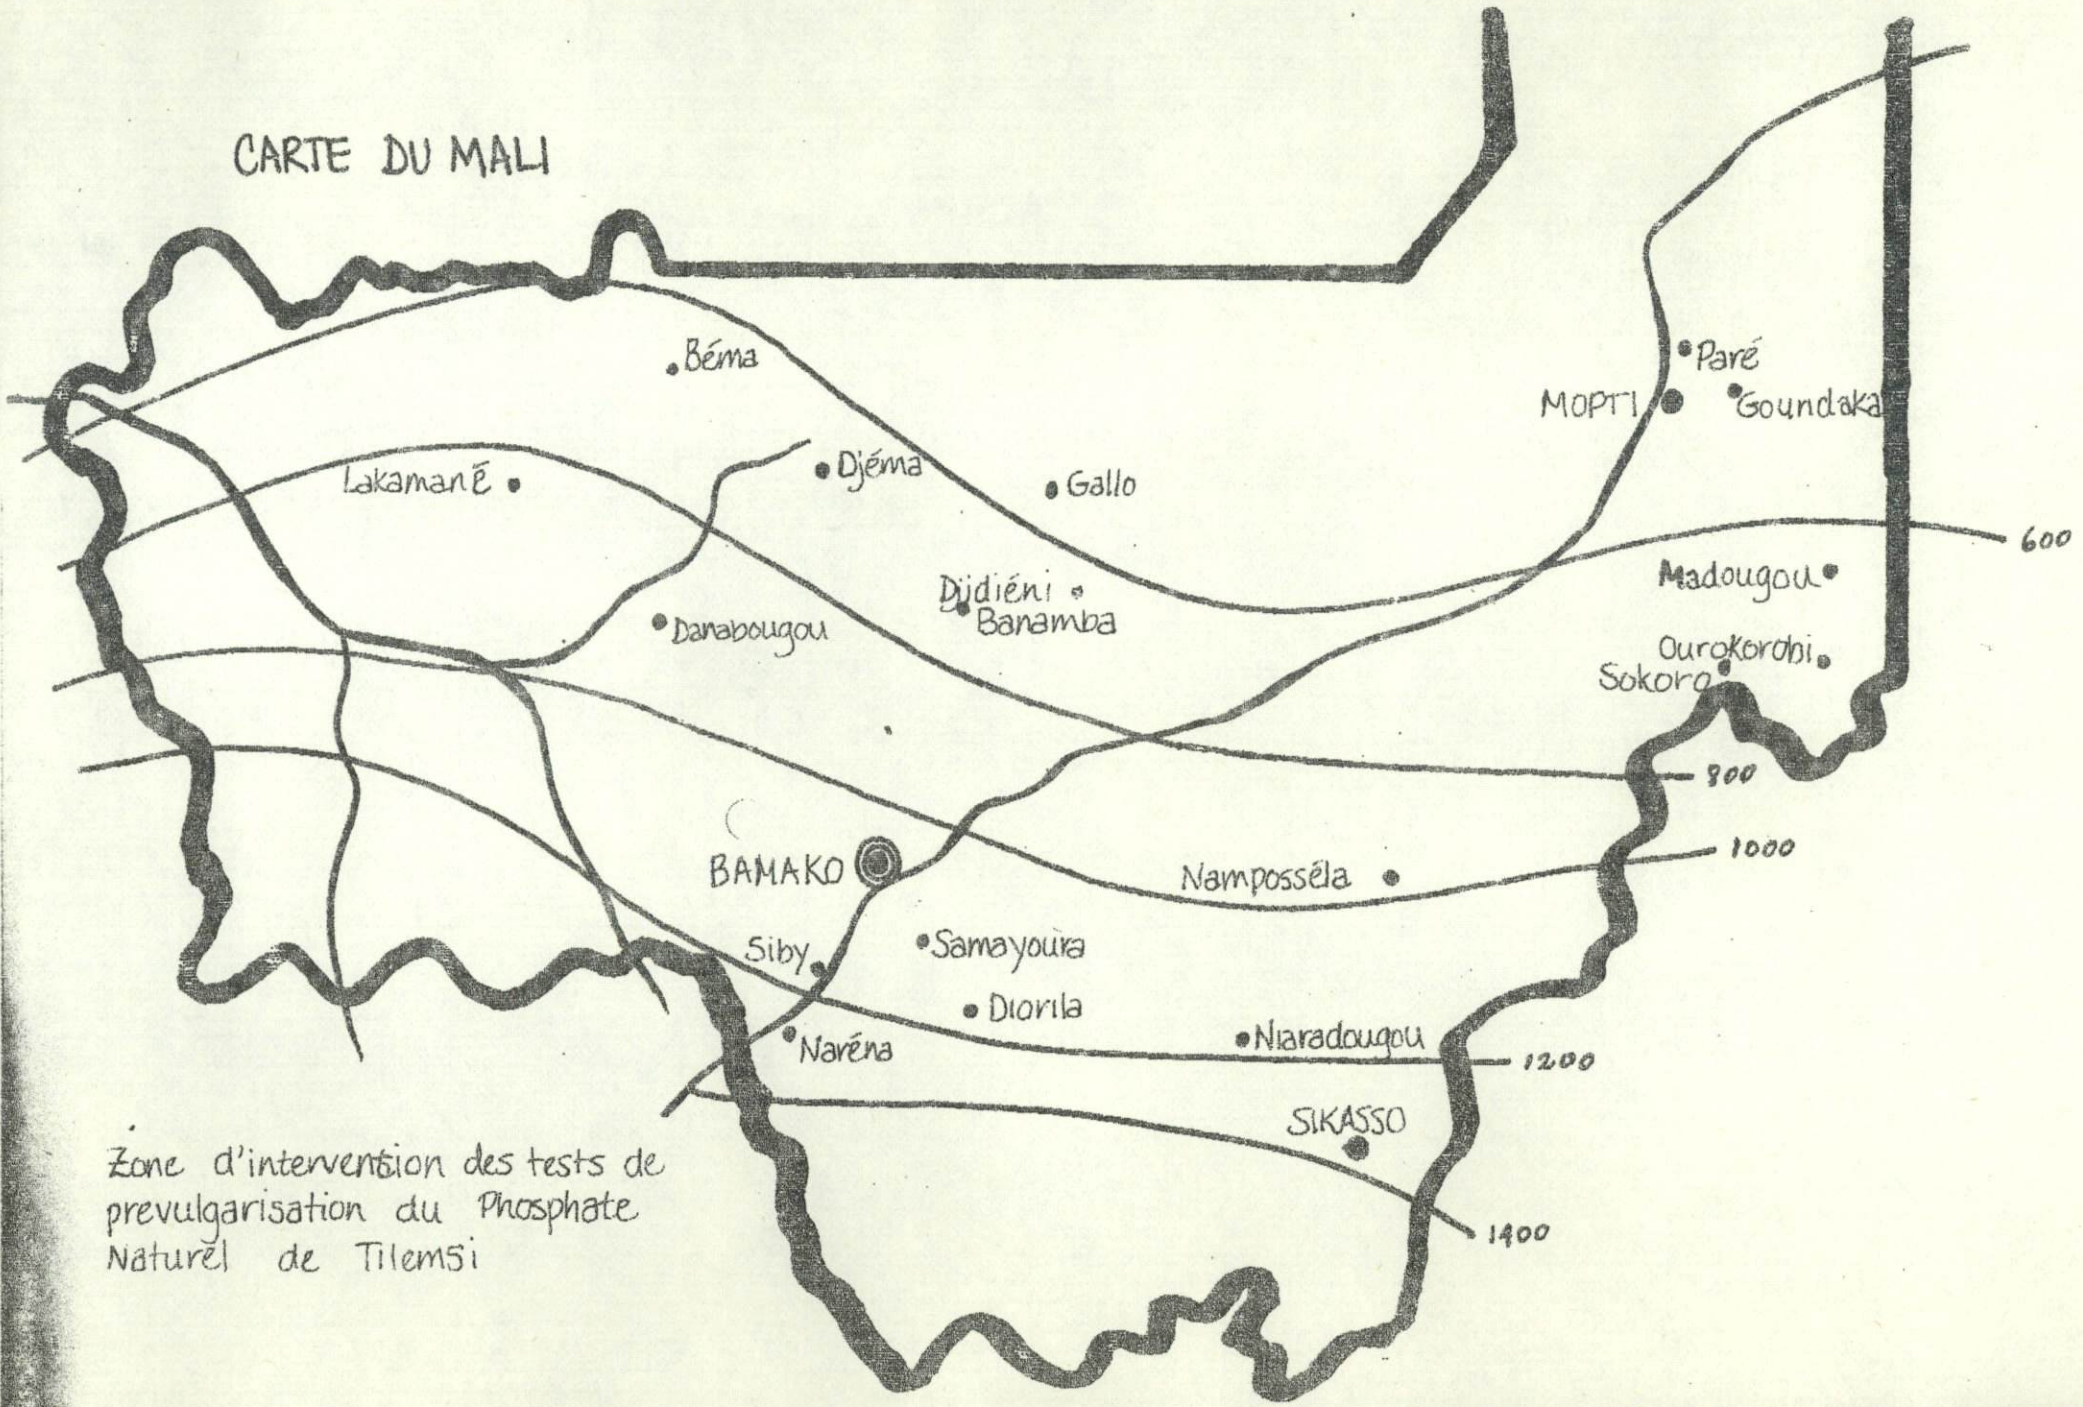 CARTE DU MALI
Béma
Paré
MOPTI
Goundaka
Lakamané
Djéma
Gallo
600
Madougou
Banamba
Danabougou
Ourokorobi
Sokoro
800
BAMAKO
Namposséla
1000
Siby
Samayoura
Diorila
Naréna
Niaradougou
1200
SIKASSO
1400
Zone d'intervention des tests de
prevulgarisation du Phosphate
Naturel de Tilemsi